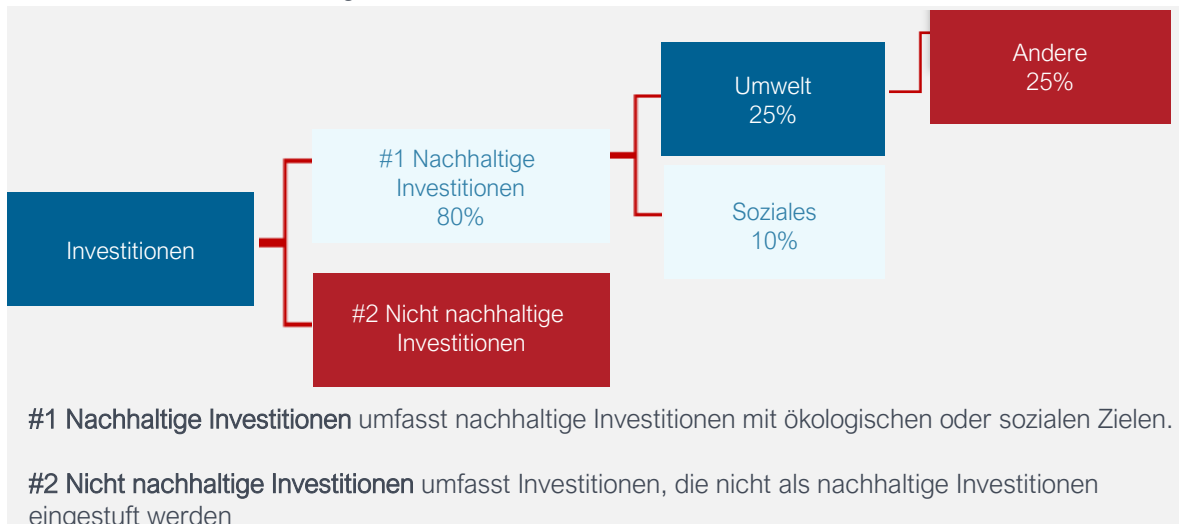 Andere
25%
Umwelt
25%
#1 Nachhaltige
Investitionen
80%
Soziales
10%
Investitionen
#2 Nicht nachhaltige
Investitionen
#1 Nachhaltige Investitionen umfasst nachhaltige Investitionen mit ökologischen oder sozialen Zielen.
#2 Nicht nachhaltige Investitionen umfasst Investitionen, die nicht als nachhaltige Investitionen
eingestuft werden